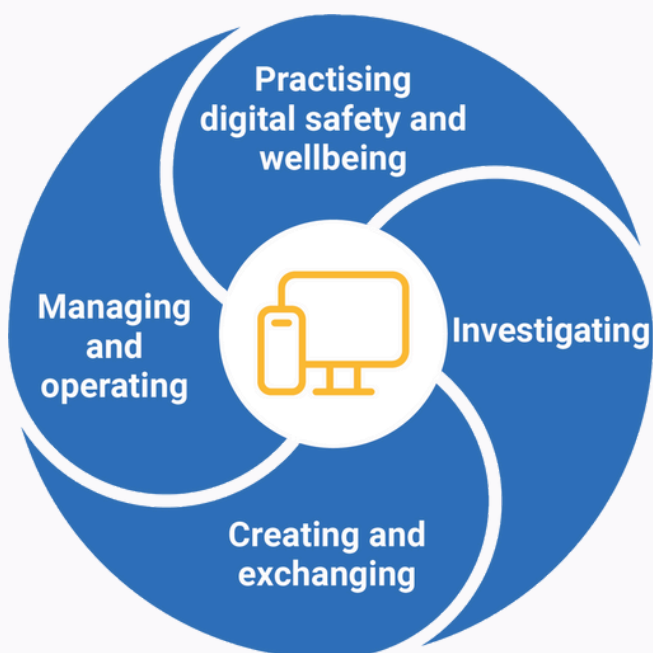 Practising
digital safety and
wellbeing
Investigating
Creating and
exchanging
Managing
and
operating